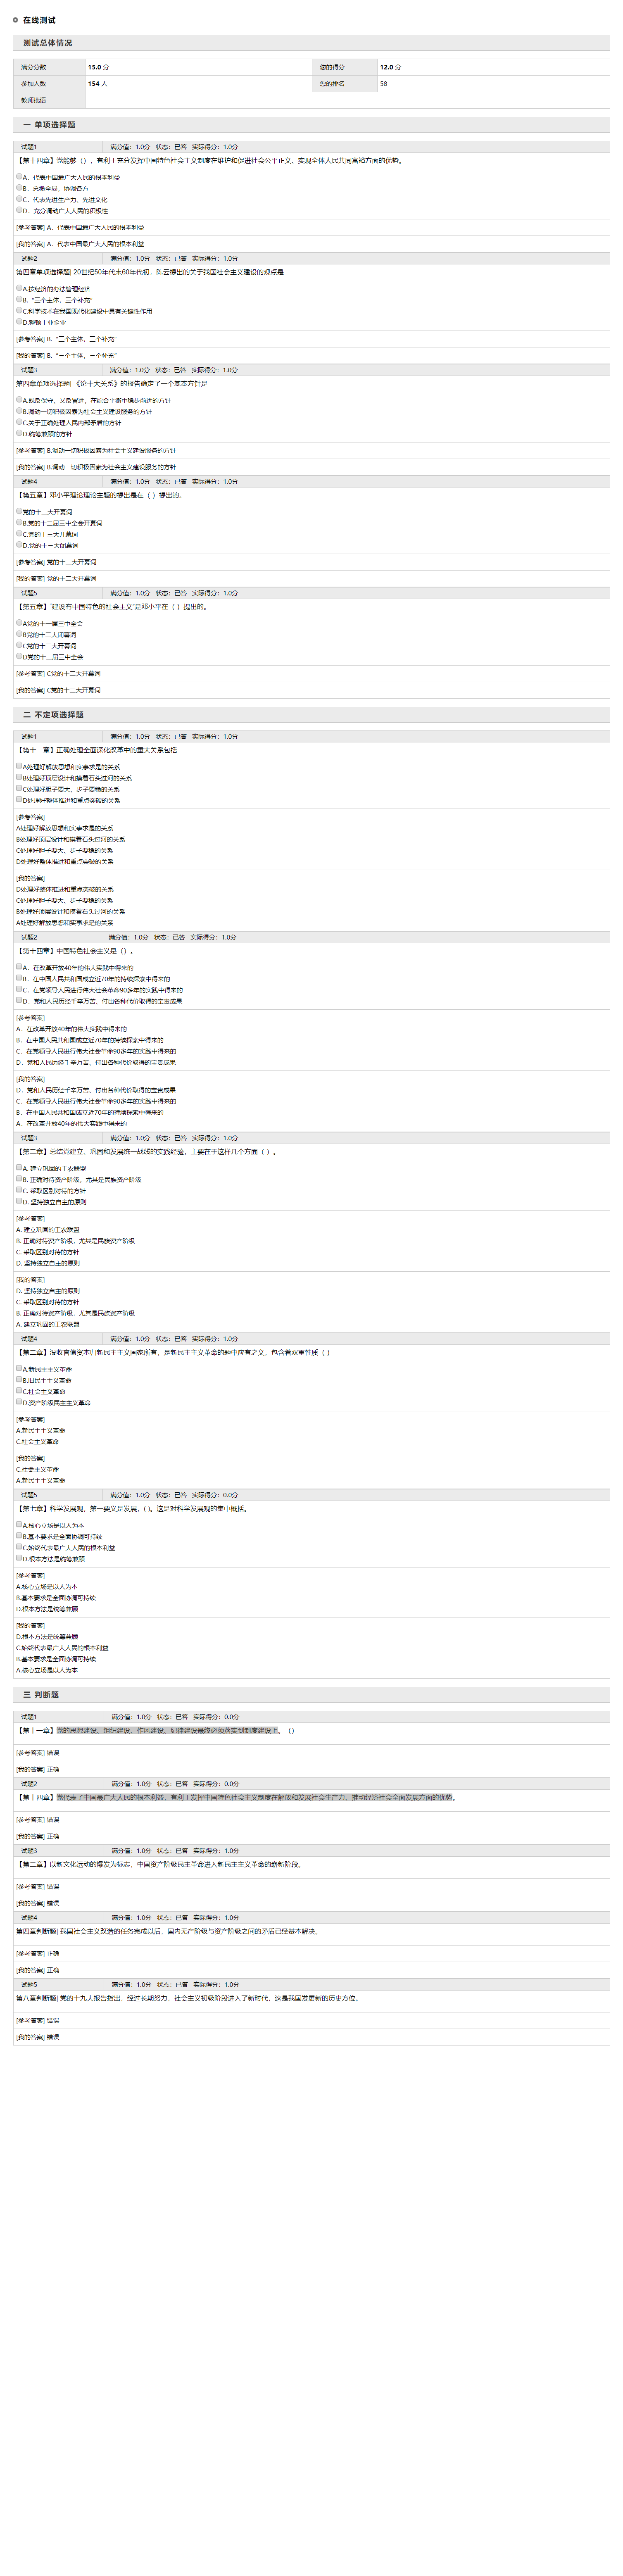 在线测试
测试总体情况
满分分数 15.0 分 您的得分 12.0 分
参加人数 154 人 您的排名 58
教师批语
一 单项选择题
试题1 满分值：1.0分 状态：已答 实际得分：1.0分
【第十四章】党能够（），有利于充分发挥中国特色社会主义制度在维护和促进社会公平正义、实现全体人民共同富裕方面的优势。
A．代表中国最广大人民的根本利益
B．总揽全局、协调各方
C．代表先进生产力、先进文化
D．充分调动广大人民的积极性
[参考答案] A．代表中国最广大人民的根本利益
[我的答案] A．代表中国最广大人民的根本利益
试题2 满分值：1.0分 状态：已答 实际得分：1.0分
第四章单项选择题| 20世纪50年代末60年代初，陈云提出的关于我国社会主义建设的观点是
A.按经济的办法管理经济
B.“三个主体，三个补充”
C.科学技术在我国现代化建设中具有关键性作用
D.整顿工业企业
[参考答案] B.“三个主体，三个补充”
[我的答案] B.“三个主体，三个补充”
试题3 满分值：1.0分 状态：已答 实际得分：1.0分
第四章单项选择题| 《论十大关系》的报告确定了一个基本方针是
A.既反保守，又反冒进，在综合平衡中稳步前进的方针
B.调动一切积极因素为社会主义建设服务的方针
C.关于正确处理人民内部矛盾的方针
D.统筹兼顾的方针
[参考答案] B.调动一切积极因素为社会主义建设服务的方针
[我的答案] B.调动一切积极因素为社会主义建设服务的方针
试题4 满分值：1.0分 状态：已答 实际得分：1.0分
【第五章】邓小平理论理论主题的提出是在（ ）提出的。
党的十二大开幕词
B.党的十二届三中全会开幕词
C.党的十三大开幕词
D.党的十三大闭幕词
[参考答案] 党的十二大开幕词
[我的答案] 党的十二大开幕词
试题5 满分值：1.0分 状态：已答 实际得分：1.0分
【第五章】“建设有中国特色的社会主义”是邓小平在（ ）提出的。
A党的十一届三中全会
B党的十二大闭幕词
C党的十二大开幕词
D党的十二届三中全会
[参考答案] C党的十二大开幕词
[我的答案] C党的十二大开幕词
二 不定项选择题
试题1 满分值：1.0分 状态：已答 实际得分：1.0分
【第十一章】正确处理全面深化改革中的重大关系包括
A处理好解放思想和实事求是的关系
B处理好顶层设计和摸着石头过河的关系
C处理好胆子要大、步子要稳的关系
D处理好整体推进和重点突破的关系
[参考答案]
A处理好解放思想和实事求是的关系
B处理好顶层设计和摸着石头过河的关系
C处理好胆子要大、步子要稳的关系
D处理好整体推进和重点突破的关系
[我的答案]
D处理好整体推进和重点突破的关系
C处理好胆子要大、步子要稳的关系
B处理好顶层设计和摸着石头过河的关系
A处理好解放思想和实事求是的关系
试题2 满分值：1.0分 状态：已答 实际得分：1.0分
【第十四章】中国特色社会主义是（）。
A．在改革开放40年的伟大实践中得来的
B．在中国人民共和国成立近70年的持续探索中得来的
C．在党领导人民进行伟大社会革命90多年的实践中得来的
D．党和人民历经千辛万苦、付出各种代价取得的宝贵成果
[参考答案]
A．在改革开放40年的伟大实践中得来的
B．在中国人民共和国成立近70年的持续探索中得来的
C．在党领导人民进行伟大社会革命90多年的实践中得来的
D．党和人民历经千辛万苦、付出各种代价取得的宝贵成果
[我的答案]
D．党和人民历经千辛万苦、付出各种代价取得的宝贵成果
C．在党领导人民进行伟大社会革命90多年的实践中得来的
B．在中国人民共和国成立近70年的持续探索中得来的
A．在改革开放40年的伟大实践中得来的
试题3 满分值：1.0分 状态：已答 实际得分：1.0分
【第二章】总结党建立、巩固和发展统一战线的实践经验，主要在于这样几个方面（ ）。
A. 建立巩固的工农联盟
B. 正确对待资产阶级，尤其是民族资产阶级
C. 采取区别对待的方针
D. 坚持独立自主的原则
[参考答案]
A. 建立巩固的工农联盟
B. 正确对待资产阶级，尤其是民族资产阶级
C. 采取区别对待的方针
D. 坚持独立自主的原则
[我的答案]
D. 坚持独立自主的原则
C. 采取区别对待的方针
B. 正确对待资产阶级，尤其是民族资产阶级
A. 建立巩固的工农联盟
试题4 满分值：1.0分 状态：已答 实际得分：1.0分
【第二章】没收官僚资本归新民主主义国家所有，是新民主主义革命的题中应有之义，包含着双重性质（ ）
A.新民主主义革命
B.旧民主主义革命
C.社会主义革命
D.资产阶级民主主义革命
[参考答案]
A.新民主主义革命
C.社会主义革命
[我的答案]
C.社会主义革命
A.新民主主义革命
试题5 满分值：1.0分 状态：已答 实际得分：0.0分
【第七章】科学发展观，第一要义是发展，( )。这是对科学发展观的集中概括。
A.核心立场是以人为本
B.基本要求是全面协调可持续
C.始终代表最广大人民的根本利益
D.根本方法是统筹兼顾
[参考答案]
A.核心立场是以人为本
B.基本要求是全面协调可持续
D.根本方法是统筹兼顾
[我的答案]
D.根本方法是统筹兼顾
C.始终代表最广大人民的根本利益
B.基本要求是全面协调可持续
A.核心立场是以人为本
三 判断题
试题1 满分值：1.0分 状态：已答 实际得分：0.0分
【第十一章】党的思想建设、组织建设、作风建设、纪律建设最终必须落实到制度建设上。（）
[参考答案] 错误
[我的答案] 正确
试题2 满分值：1.0分 状态：已答 实际得分：0.0分
【第十四章】党代表了中国最广大人民的根本利益，有利于发挥中国特色社会主义制度在解放和发展社会生产力、推动经济社会全面发展方面的优势。
[参考答案] 错误
[我的答案] 正确
试题3 满分值：1.0分 状态：已答 实际得分：1.0分
【第二章】以新文化运动的爆发为标志，中国资产阶级民主革命进入新民主主义革命的崭新阶段。
[参考答案] 错误
[我的答案] 错误
试题4 满分值：1.0分 状态：已答 实际得分：1.0分
第四章判断题| 我国社会主义改造的任务完成以后，国内无产阶级与资产阶级之间的矛盾已经基本解决。
[参考答案] 正确
[我的答案] 正确
试题5 满分值：1.0分 状态：已答 实际得分：1.0分
第八章判断题| 党的十九大报告指出，经过长期努力，社会主义初级阶段进入了新时代，这是我国发展新的历史方位。
[参考答案] 错误
[我的答案] 错误